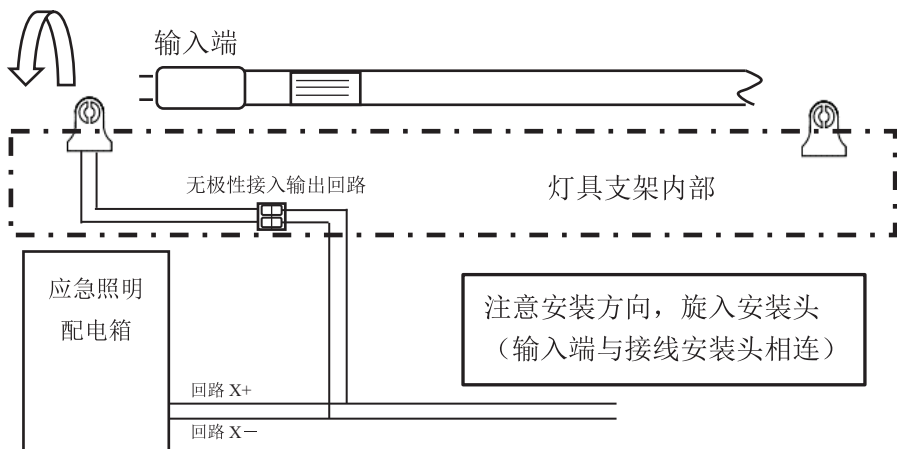 输入端
无极性接入输出回路
灯具支架内部
应急照明
配电箱
注意安装方向，旋入安装头
（输入端与接线安装头相连）
回路 X+
回路 X－